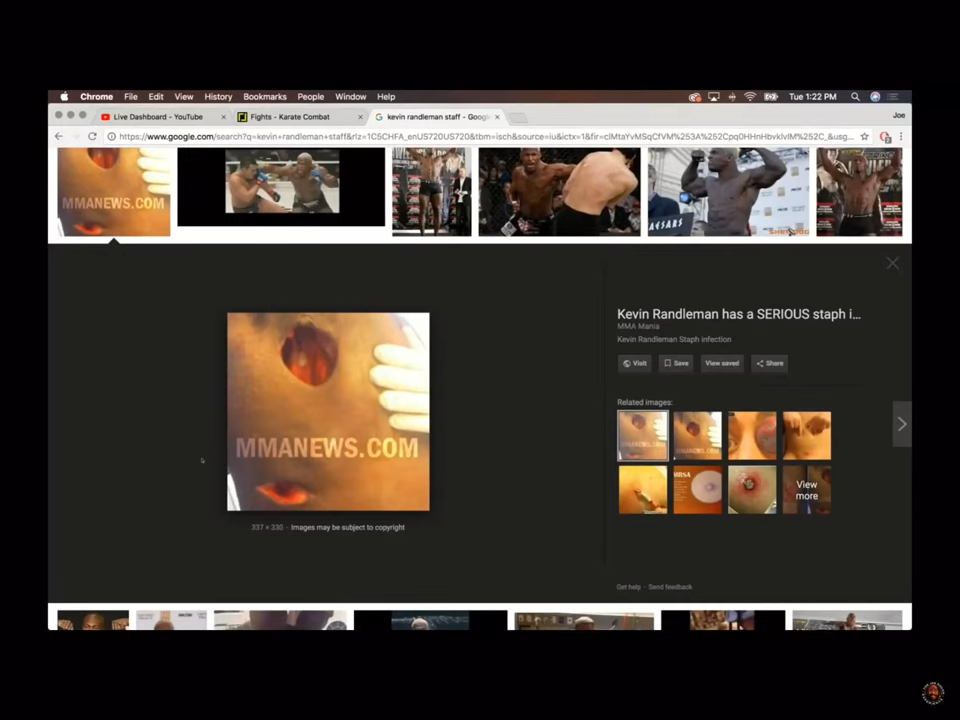 Chrome File Edit View History Bookmarks People Window Help Tue 1:22 PM
Live Dashboard - YouTube Fights - Karate Combat kevin randleman staff - Google Joe
MMANEWS.COM
CAESARS
Kevin Randleman has a SERIOUS staph i...
MMA Mania
Kevin Randleman Staph infection
Visit Save View saved Share
Related images:
MMANEWS.COM
MRSA
View
more
337 × 330 - Images may be subject to copyright
Get help - Send feedback